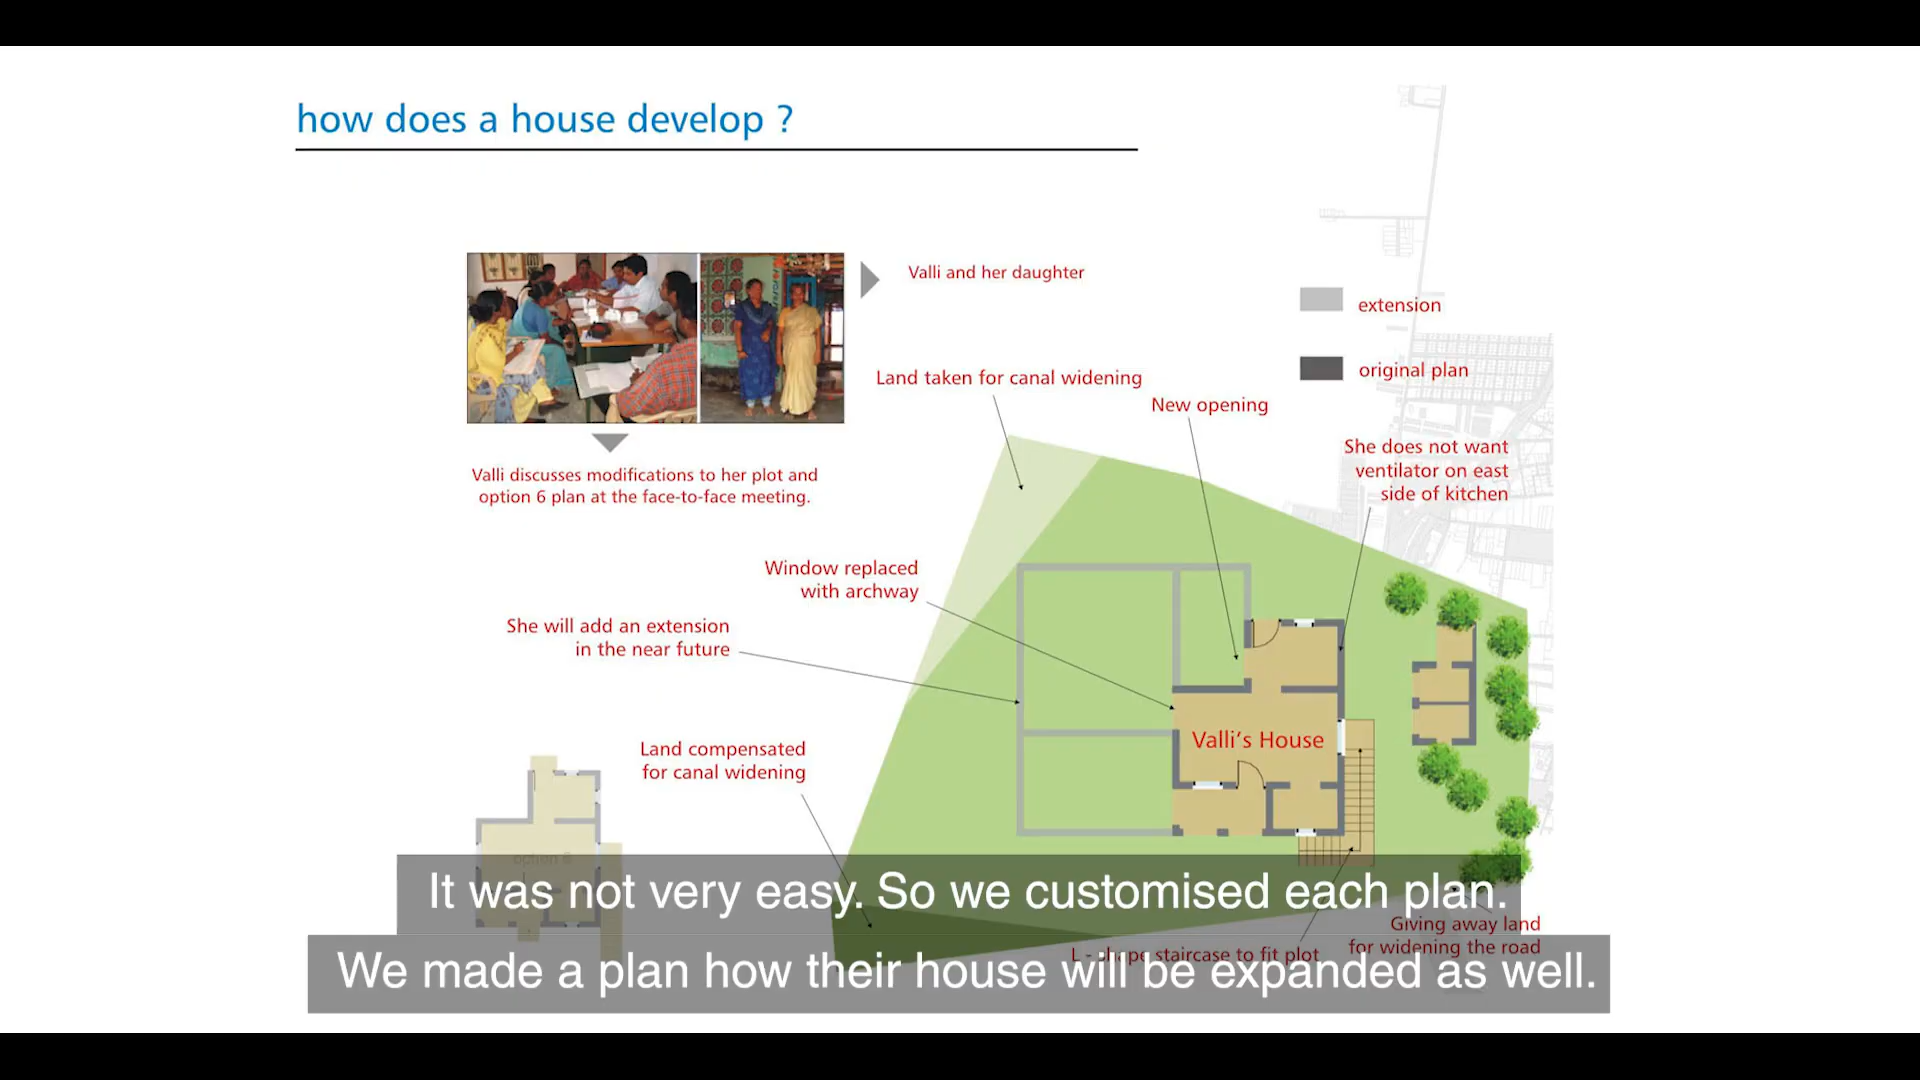 how does a house develop ?
Valli and her daughter
extension
original plan
Land taken for canal widening
New opening
She does not want
ventilator on east
side of kitchen
Valli discusses modifications to her plot and
option 6 plan at the face-to-face meeting.
Window replaced
with archway
She will add an extension
in the near future
Valli's House
Land compensated
for canal widening
option 6
Giving away land
for widening the road
L - shape staircase to fit plot
It was not very easy. So we customised each plan.
We made a plan how their house will be expanded as well.